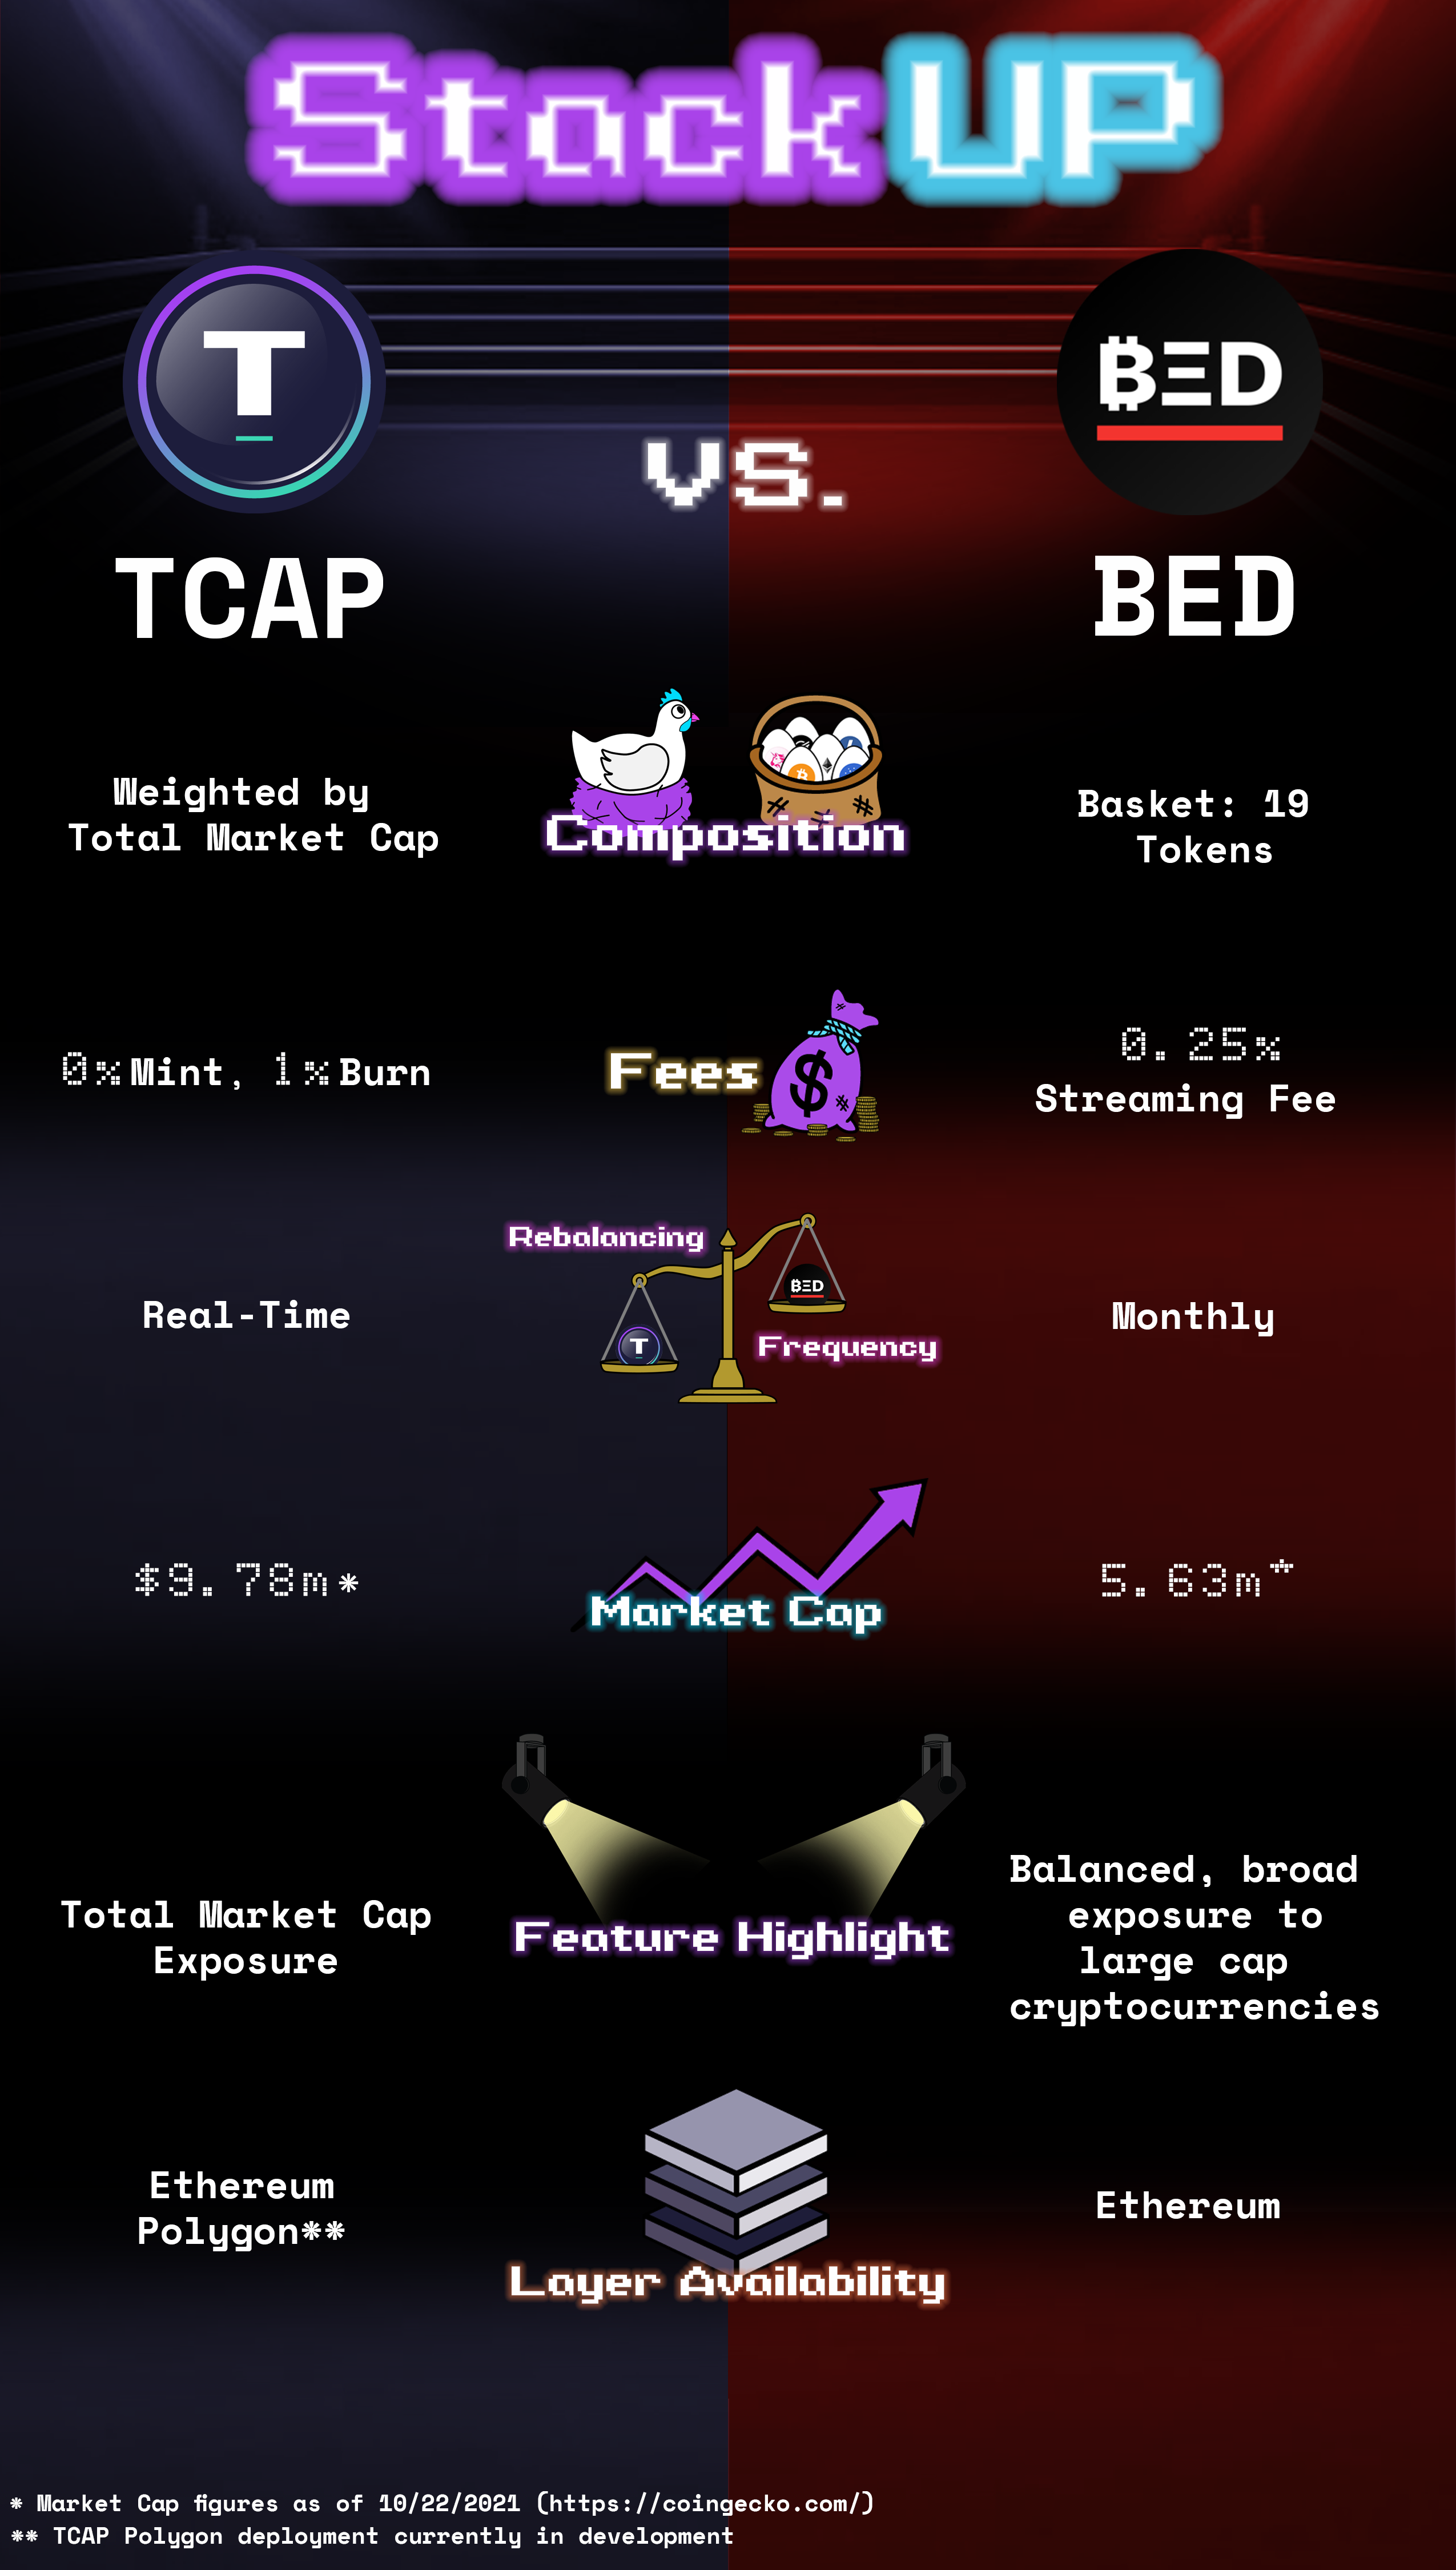 StackUP
T
BED
vs.
TCAP
BED
Weighted by
Total Market Cap
Composition
Basket: 19
Tokens
0% Mint, 1% Burn
Fees
$
0.25%
Streaming Fee
Rebalancing
Frequency
BED
T
Real-Time
Monthly
$9.78m*
Market Cap
5.63m*
Total Market Cap
Exposure
Feature Highlight
Balanced, broad
exposure to
large cap
cryptocurrencies
Ethereum
Polygon**
Layer Availability
Ethereum
* Market Cap figures as of 10/22/2021 (https://coingecko.com/)
** TCAP Polygon deployment currently in development